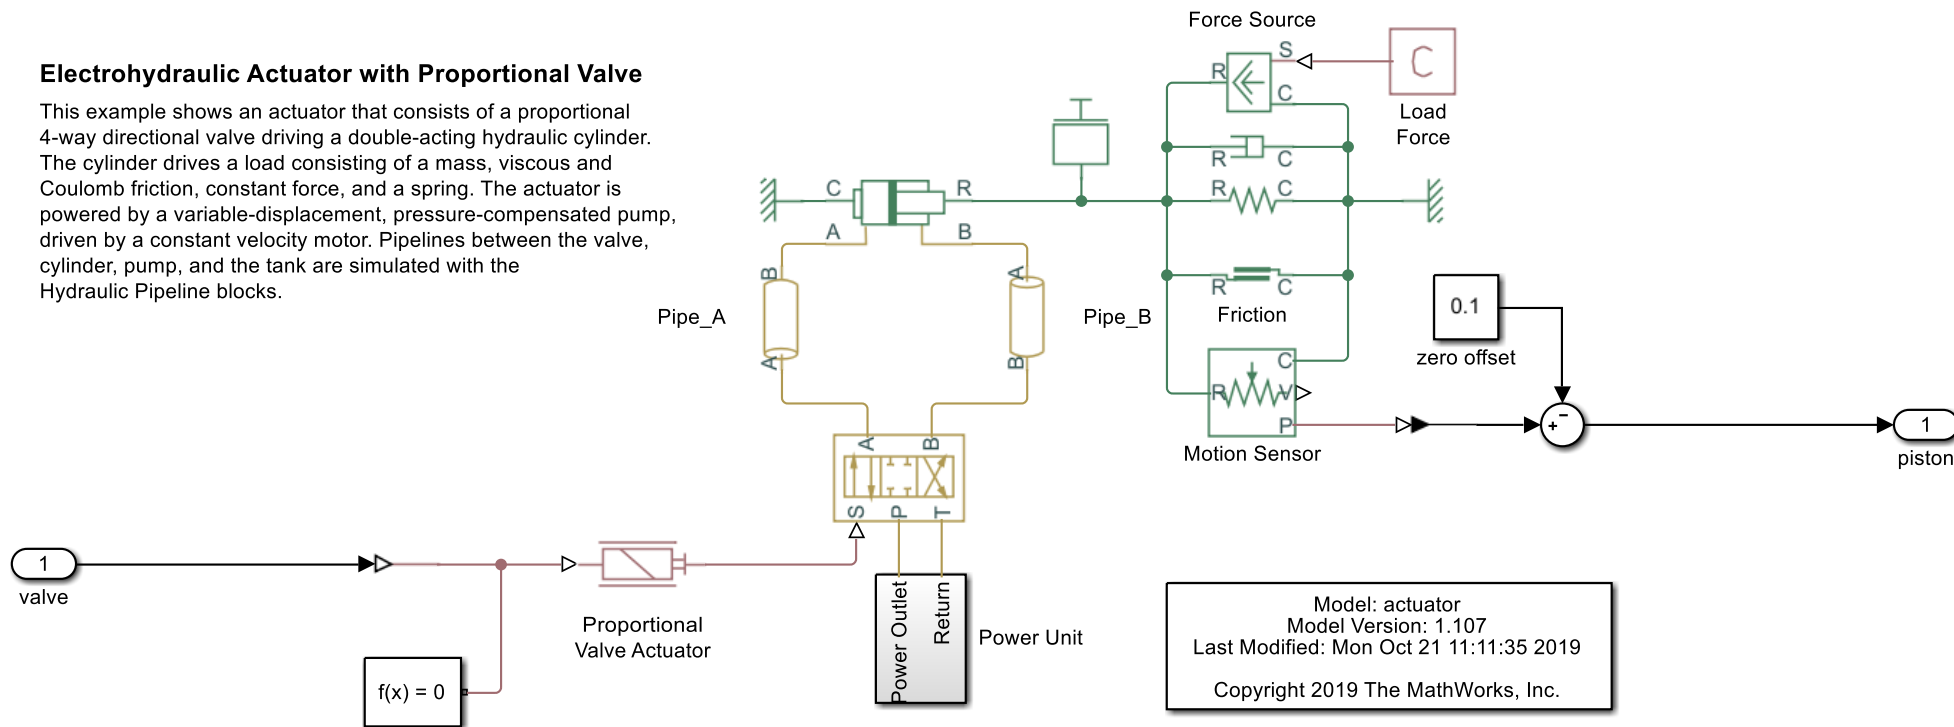 Electrohydraulic Actuator with Proportional Valve
This example shows an actuator that consists of a proportional
4-way directional valve driving a double-acting hydraulic cylinder.
The cylinder drives a load consisting of a mass, viscous and
Coulomb friction, constant force, and a spring. The actuator is
powered by a variable-displacement, pressure-compensated pump,
driven by a constant velocity motor. Pipelines between the valve,
cylinder, pump, and the tank are simulated with the
Hydraulic Pipeline blocks.
Force Source
S
R
C
C
Load
Force
R
C
C
R
R
C
A
B
B
A
R
C
Friction
Pipe_A
Pipe_B
A
B
0.1
zero offset
C
R
V
P
Motion Sensor
+
−
1
piston
A
B
S
P
T
1
valve
Proportional
Valve Actuator
f(x) = 0
Power Outlet
Return
Power Unit
Model: actuator
Model Version: 1.107
Last Modified: Mon Oct 21 11:11:35 2019
Copyright 2019 The MathWorks, Inc.